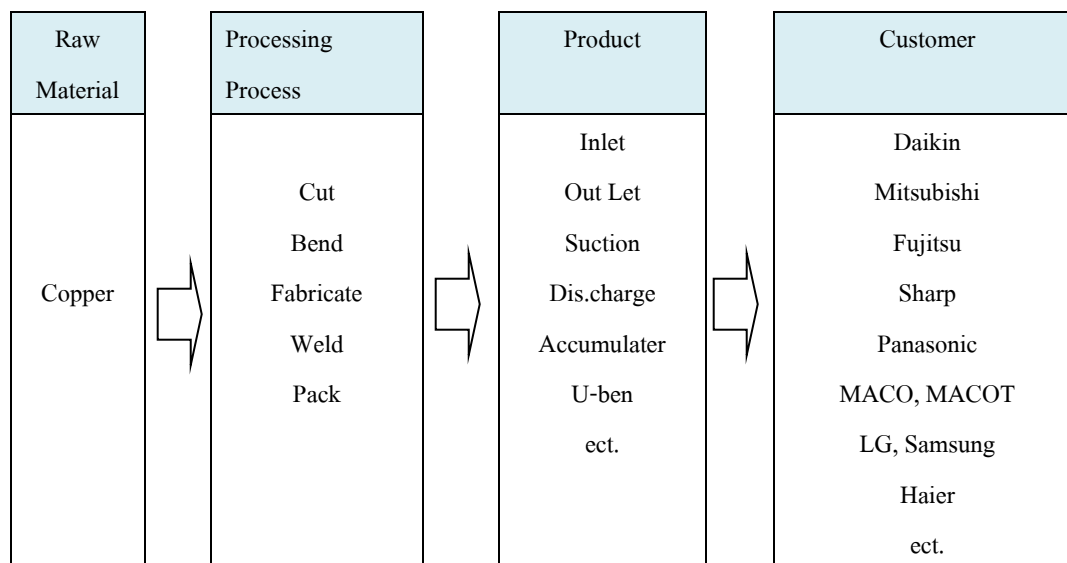 Raw
Material
Processing
Process
Product
Customer
Copper
Cut
Bend
Fabricate
Weld
Pack
Inlet
Out Let
Suction
Dis.charge
Accumulater
U-ben
ect.
Daikin
Mitsubishi
Fujitsu
Sharp
Panasonic
MACO, MACOT
LG, Samsung
Haier
ect.